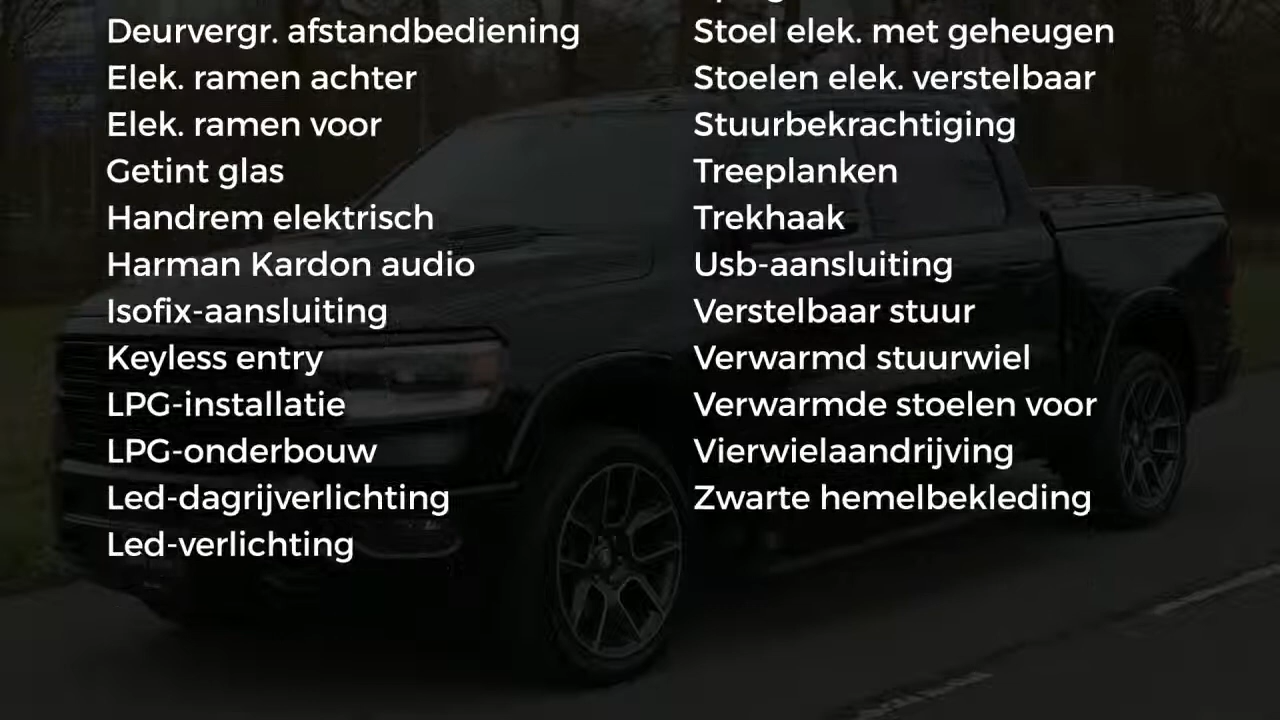 Deurvergr. afstandbediening
Elek. ramen achter
Elek. ramen voor
Getint glas
Handrem elektrisch
Harman Kardon audio
Isofix-aansluiting
Keyless entry
LPG-installatie
LPG-onderbouw
Led-dagrijverlichting
Led-verlichting
Stoel elek. met geheugen
Stoelen elek. verstelbaar
Stuurbekrachtiging
Treeplanken
Trekhaak
Usb-aansluiting
Verstelbaar stuur
Verwarmd stuurwiel
Verwarmde stoelen voor
Vierwielaandrijving
Zwarte hemelbekleding